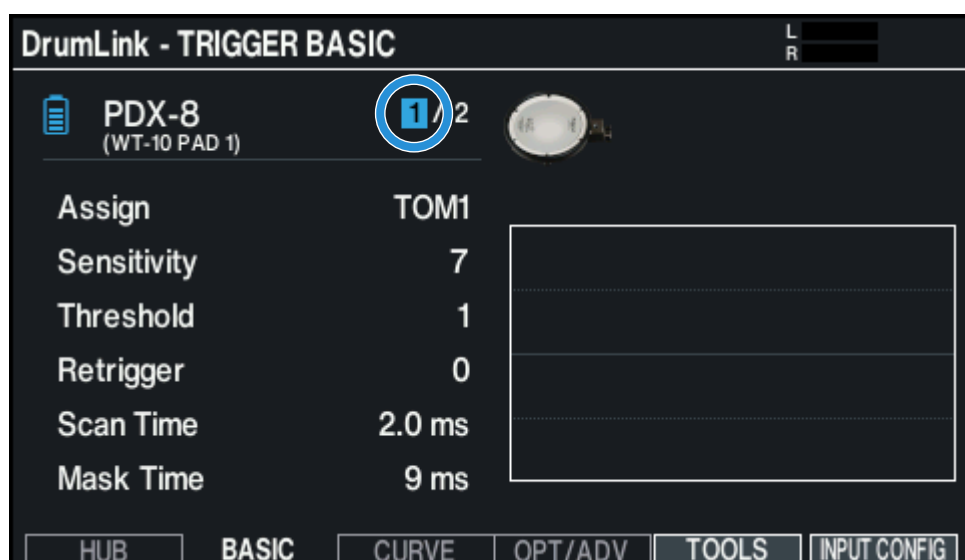 DrumLink - TRIGGER BASIC
L
R
PDX-8 1 / 2
(WT-10 PAD 1)
Assign TOM1
Sensitivity 7
Threshold 1
Retrigger 0
Scan Time 2.0 ms
Mask Time 9 ms
HUB BASIC CURVE OPT/ADV TOOLS INPUT CONFIG